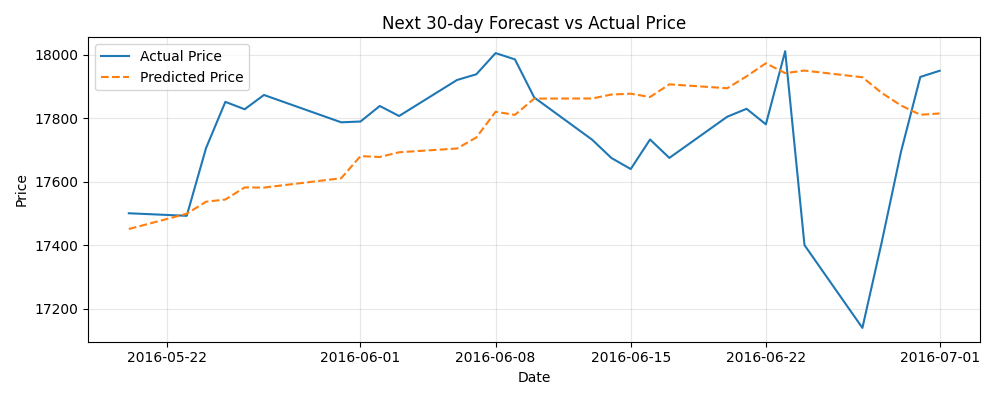 Next 30-day Forecast vs Actual Price
Actual Price
Predicted Price
Price
18000
17800
17600
17400
17200
2016-05-22
2016-06-01
2016-06-08
2016-06-15
2016-06-22
2016-07-01
Date